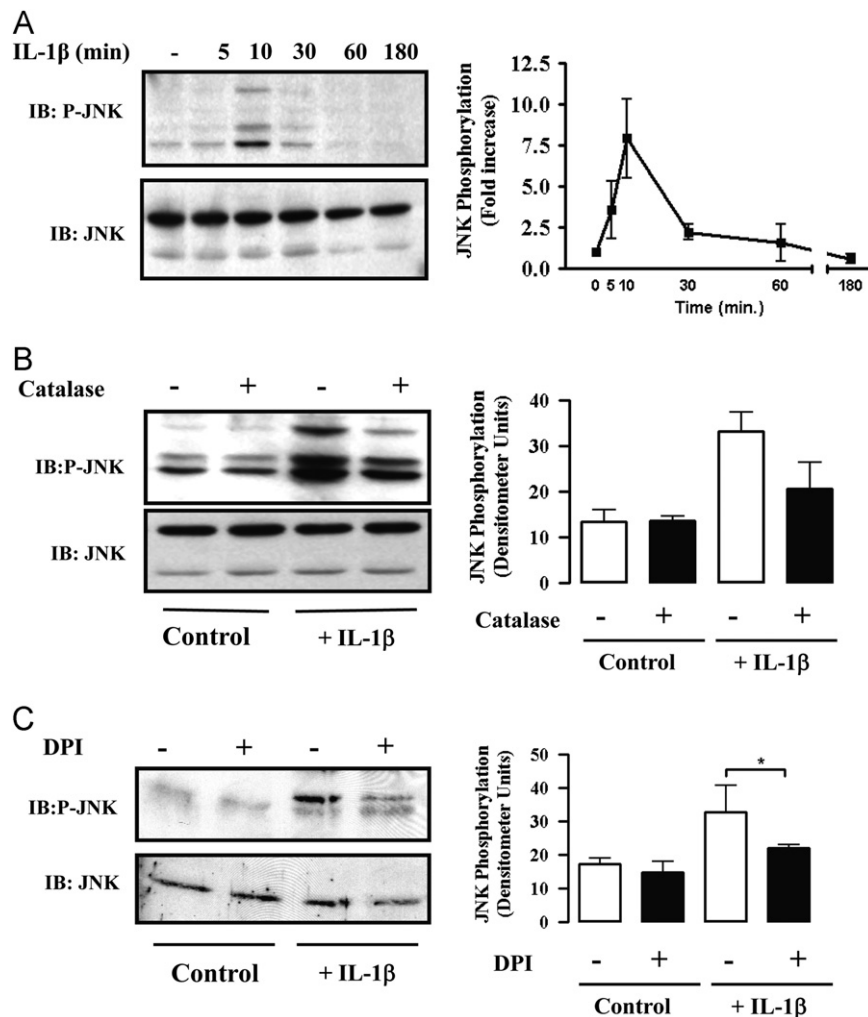 A
IL-1β (min) - 5 10 30 60 180
IB: P-JNK
IB: JNK
JNK Phosphorylation
(Fold increase)
12.5
10.0
7.5
5.0
2.5
0.0
0 5 10 30 60 180
Time (min.)
B
Catalase - + - +
IB:P-JNK
IB: JNK
Control + IL-1β
JNK Phosphorylation
(Densitometer Units)
40
30
20
10
0
Catalase - + - +
Control + IL-1β
C
DPI - + - +
IB:P-JNK
IB: JNK
Control + IL-1β
JNK Phosphorylation
(Densitometer Units)
50
40
30
20
10
0
*
DPI - + - +
Control + IL-1β